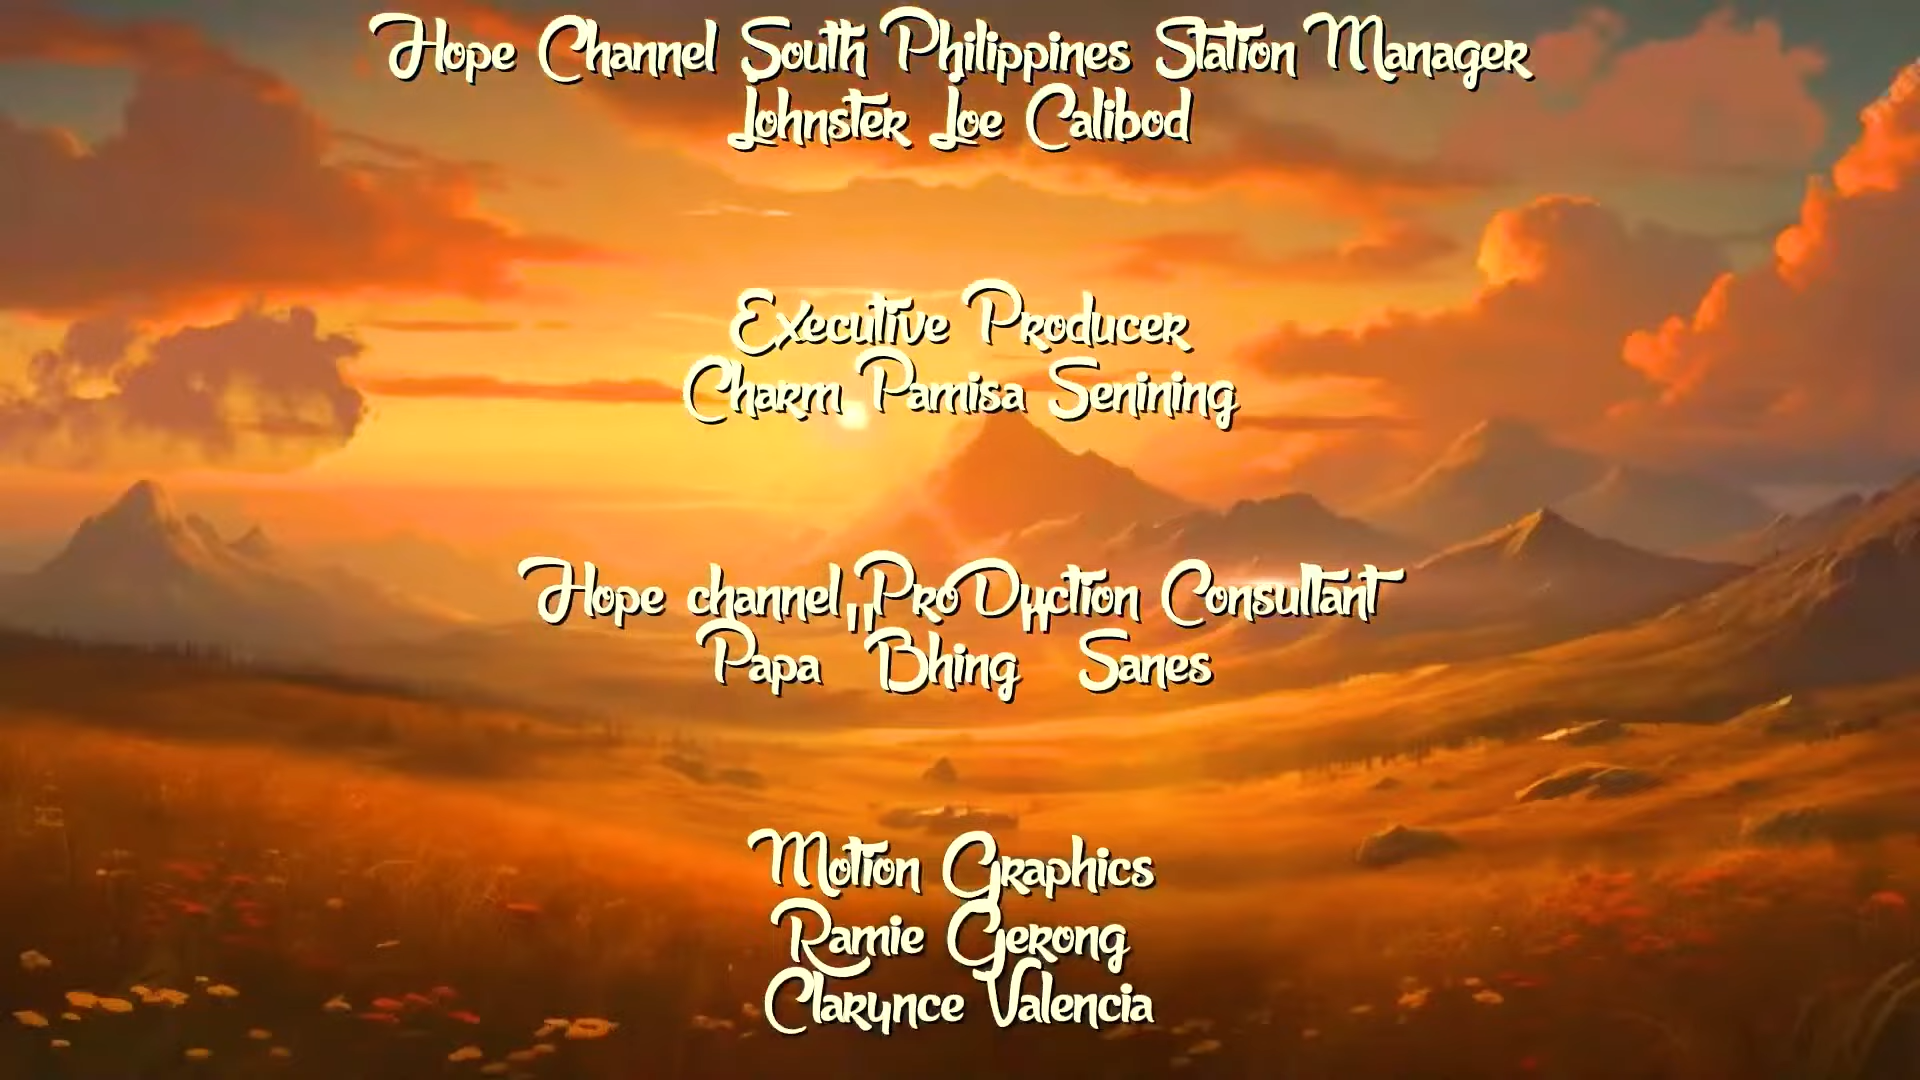 Hope Channel South Philippines Station Manager
Johnster Joe Calibod
Executive Producer
Charm Pamisa Senining
Hope channel ProDuction Consultant
Papa "Bhing" Sanes
Motion Graphics
Ramie Gerong
Clarynce Valencia